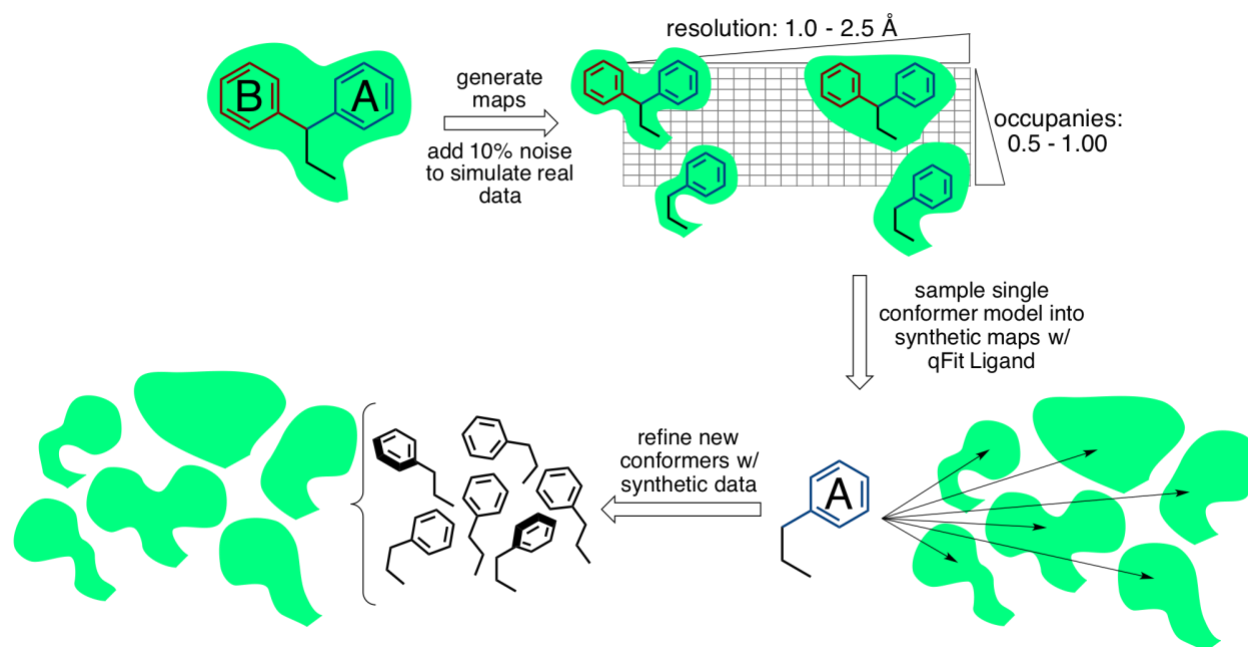 resolution: 1.0 - 2.5 Å
B
A
generate
maps
add 10% noise
to simulate real
data
occupanies:
0.5 - 1.00
sample single
conformer model into
synthetic maps w/
qFit Ligand
refine new
conformers w/
synthetic data
A